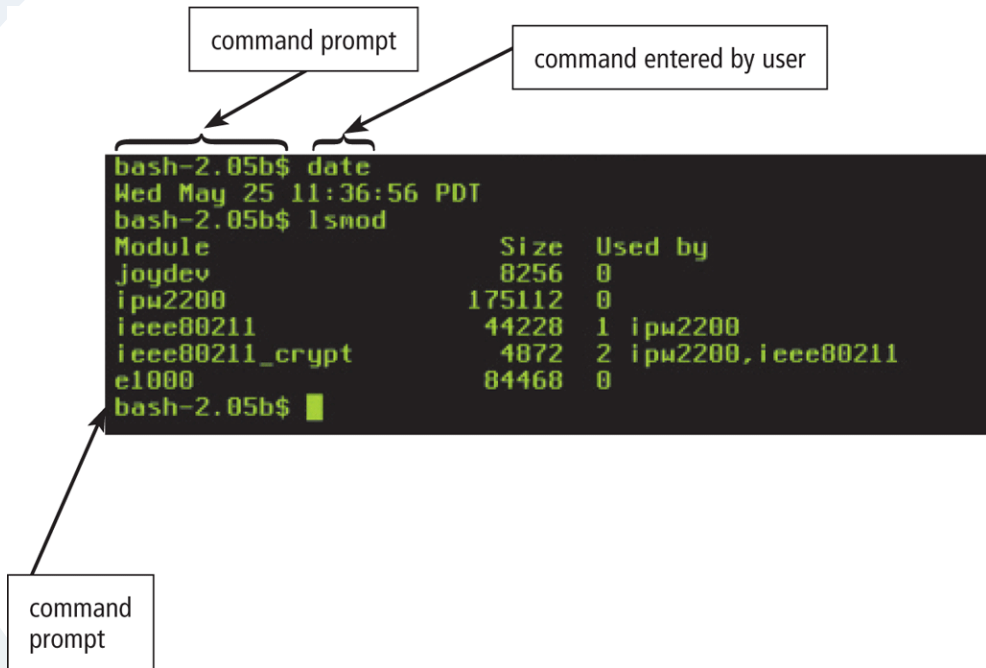 command prompt
command entered by user
bash-2.05b$ date
Wed May 25 11:36:56 PDT
bash-2.05b$ lsmod
Module Size Used by
joydev 8256 0
ipw2200 175112 0
ieee80211 44228 1 ipw2200
ieee80211_crypt 4872 2 ipw2200,ieee80211
e1000 84468 0
bash-2.05b$
command
prompt